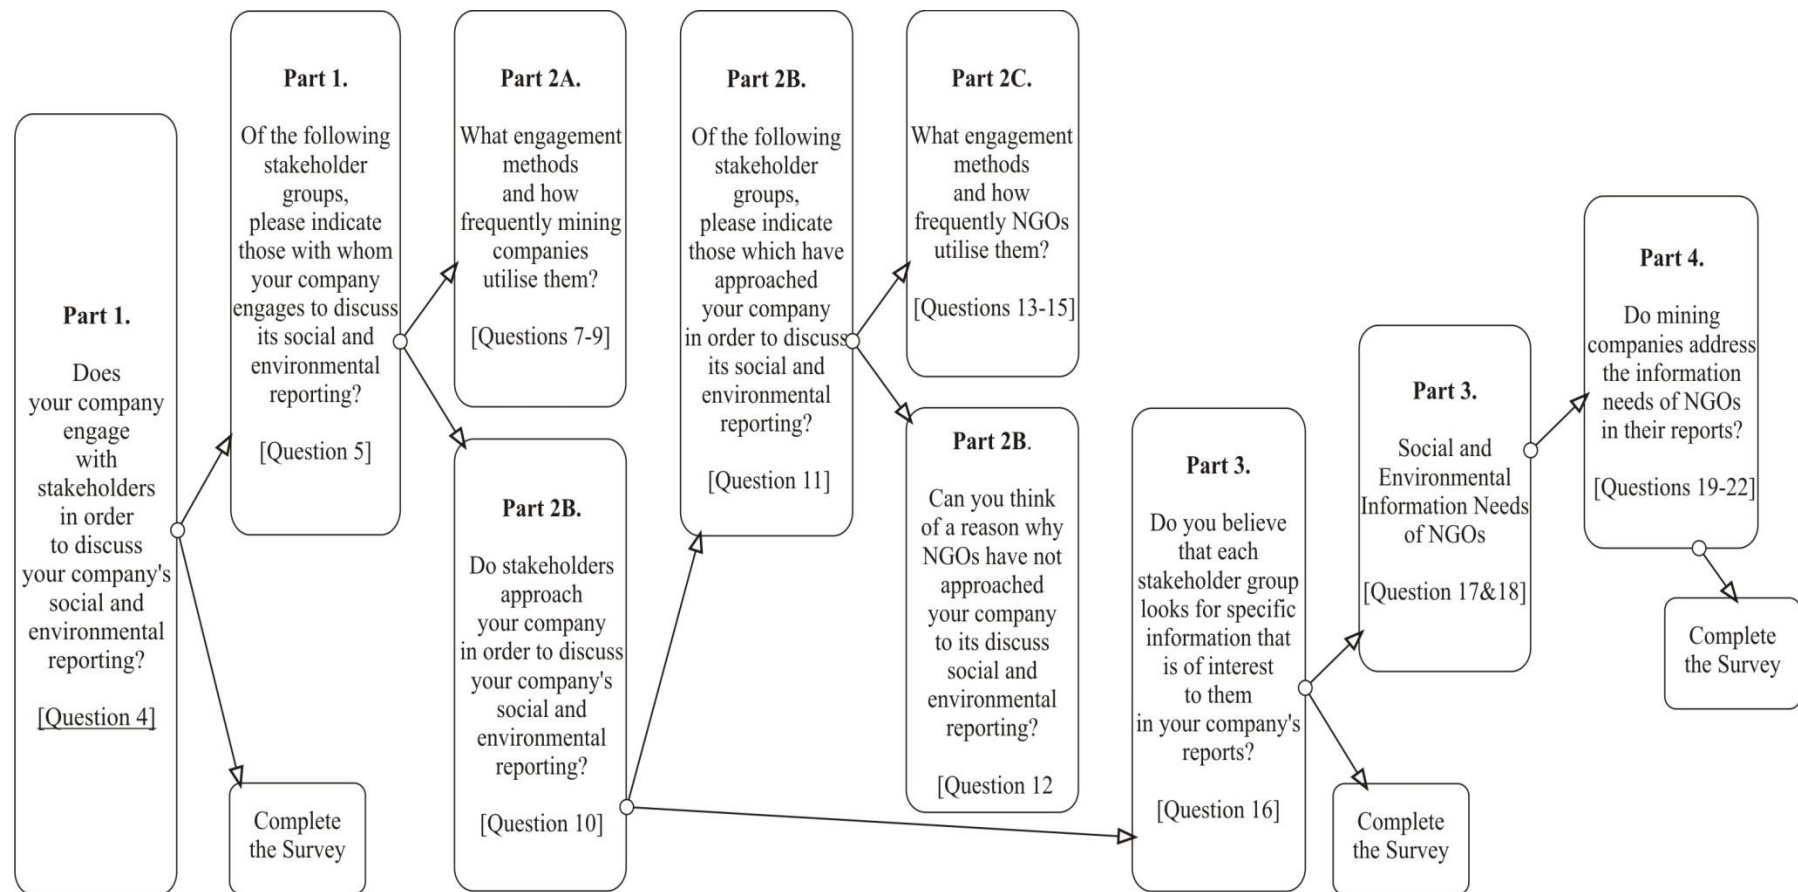 Part 1.
Does
your company
engage
with
stakeholders
in order
to discuss
your company's
social and
environmental
reporting?
[Question 4]
Complete
the Survey
Part 1.
Of the following
stakeholder
groups,
please indicate
those with whom
your company
engages to discuss
its social and
environmental
reporting?
[Question 5]
Part 2A.
What engagement
methods
and how
frequently mining
companies
utilise them?
[Questions 7-9]
Part 2B.
Do stakeholders
approach
your company
in order to discuss
your company's
social and
environmental
reporting?
[Question 10]
Part 2B.
Of the following
stakeholder
groups,
please indicate
those which have
approached
your company
in order to discuss
its social and
environmental
reporting?
[Question 11]
Part 2C.
What engagement
methods
and how
frequently NGOs
utilise them?
[Questions 13-15]
Part 2B.
Can you think
of a reason why
NGOs have not
approached
your company
to its discuss
social and
environmental
reporting?
[Question 12
Part 3.
Do you believe
that each
stakeholder group
looks for specific
information that
is of interest
to them
in your company's
reports?
[Question 16]
Complete
the Survey
Part 3.
Social and
Environmental
Information Needs
of NGOs
[Question 17&18]
Part 4.
Do mining
companies address
the information
needs of NGOs
in their reports?
[Questions 19-22]
Complete
the Survey